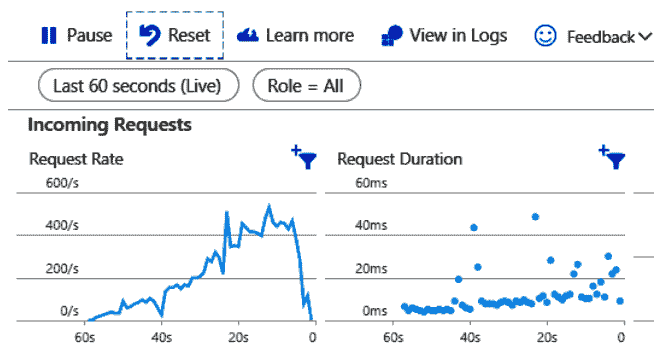 Pause Reset Learn more View in Logs Feedback
Last 60 seconds (Live) Role = All
Incoming Requests
Request Rate
600/s
400/s
200/s
0/s
60s 40s 20s 0
Request Duration
60ms
40ms
20ms
0ms
60s 40s 20s 0